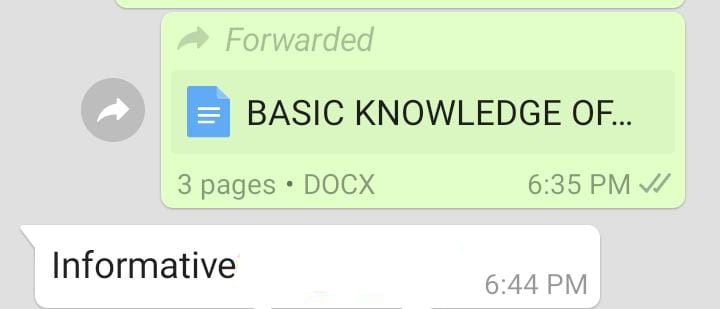 Forwarded
BASIC KNOWLEDGE OF...
3 pages • DOCX 6:35 PM
Informative
6:44 PM